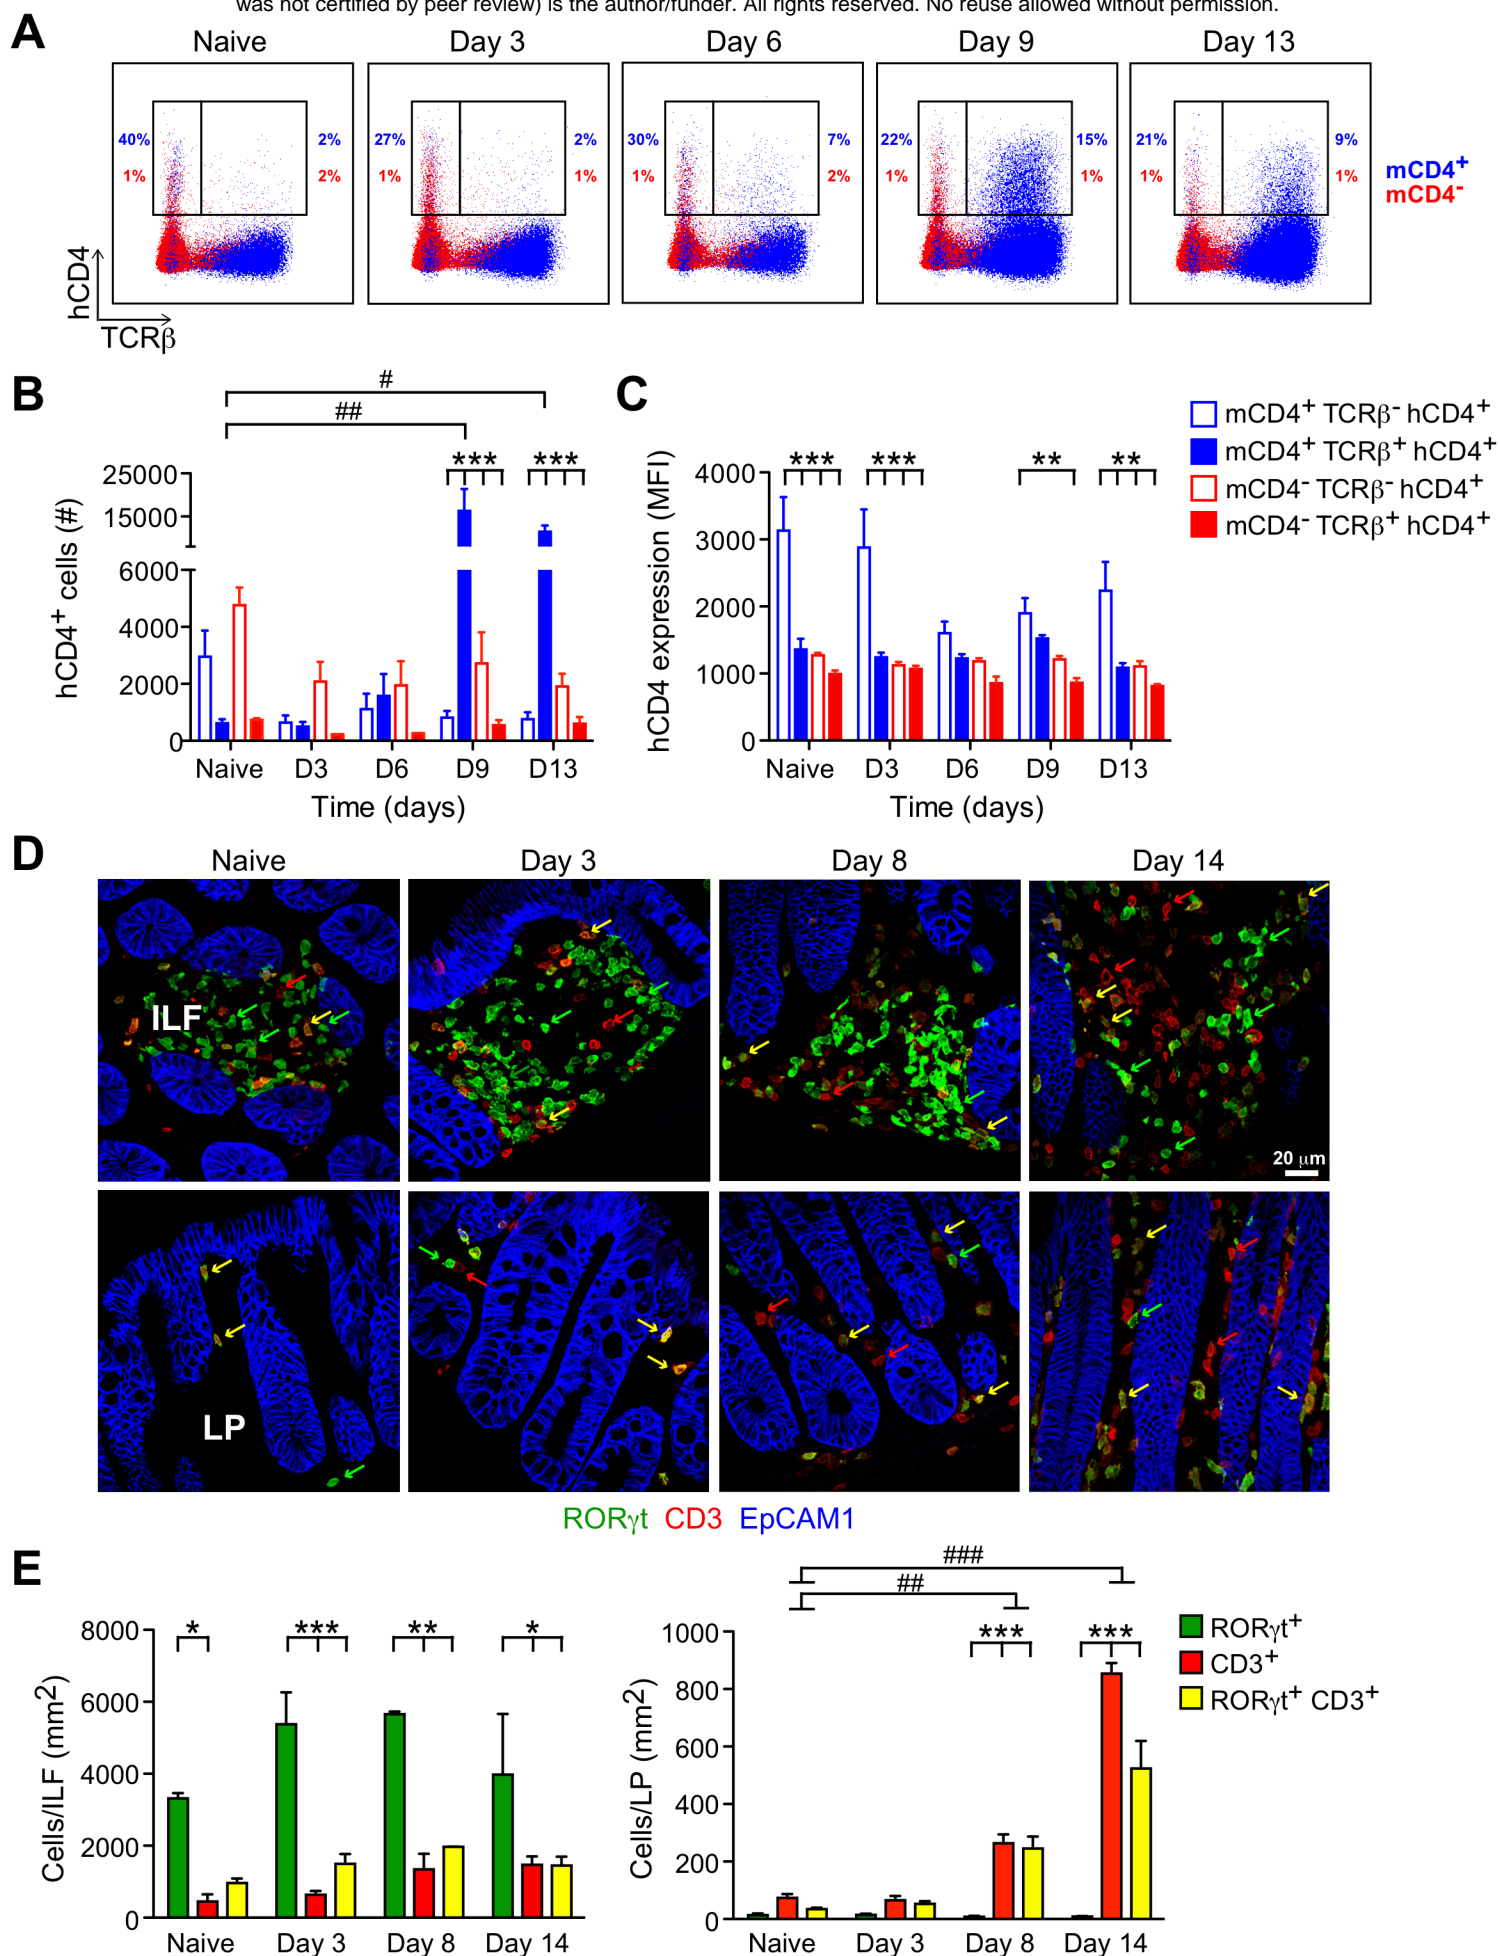 was not certified by peer review) is the author/funder. All rights reserved. No reuse allowed without permission.
A
Naive
Day 3
Day 6
Day 9
Day 13
40%
2%
27%
2%
30%
7%
22%
15%
21%
9%
1%
2%
1%
1%
1%
2%
1%
1%
1%
1%
mCD4+
mCD4-
hCD4
TCRβ
B
#
##
***
***
25000
15000
6000
4000
2000
0
hCD4+ cells (#)
Naive
D3
D6
D9
D13
Time (days)
C
***
***
**
**
4000
3000
2000
1000
0
hCD4 expression (MFI)
Naive
D3
D6
D9
D13
Time (days)
mCD4+ TCRβ- hCD4+
mCD4+ TCRβ+ hCD4+
mCD4- TCRβ- hCD4+
mCD4- TCRβ+ hCD4+
D
Naive
Day 3
Day 8
Day 14
ILF
20 μm
LP
RORγt CD3 EpCAM1
E
*
***
**
*
8000
6000
4000
2000
0
Cells/ILF (mm2)
Naive
Day 3
Day 8
Day 14
###
##
***
***
1000
800
600
400
200
0
Cells/LP (mm2)
Naive
Day 3
Day 8
Day 14
RORγt+
CD3+
RORγt+ CD3+